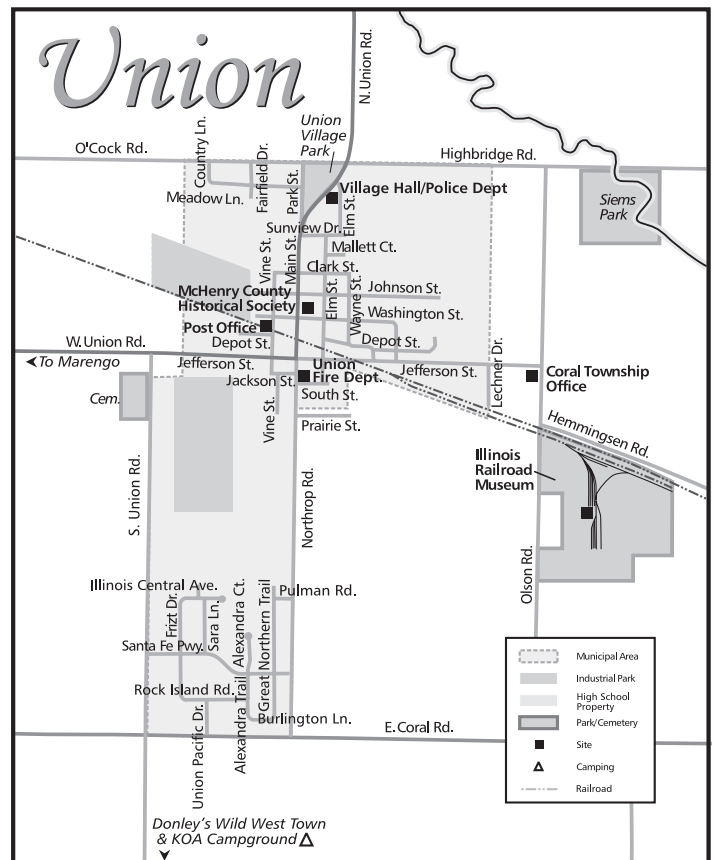 Union
N. Union Rd.
Union
Village
Park
O'Cock Rd.
Country Ln.
Fairfield Dr.
Park St.
Highbridge Rd.
Meadow Ln.
Village Hall/Police Dept
Elm St.
Siems
Park
Sunview Dr.
Mallett Ct.
Vine St.
Main St.
Clark St.
McHenry County
Historical Society
Elm St.
Wayne St.
Johnson St.
Washington St.
Post Office
Depot St.
Depot St.
W. Union Rd.
To Marengo
Jefferson St.
Union
Fire Dept.
Jefferson St.
Lechner Dr.
Coral Township
Office
Jackson St.
South St.
Cem.
Vine St.
Prairie St.
Hemmingsen Rd.
Illinois
Railroad
Museum
S. Union Rd.
Northrop Rd.
Olson Rd.
Illinois Central Ave.
Frizt Dr.
Sara Ln.
Alexandra Ct.
Great Northern Trail
Pulman Rd.
Santa Fe Pwy.
Rock Island Rd.
Union Pacific Dr.
Alexandra Trail
Burlington Ln.
E. Coral Rd.
Municipal Area
Industrial Park
High School
Property
Park/Cemetery
Site
Camping
Railroad
Donley's Wild West Town
& KOA Campground